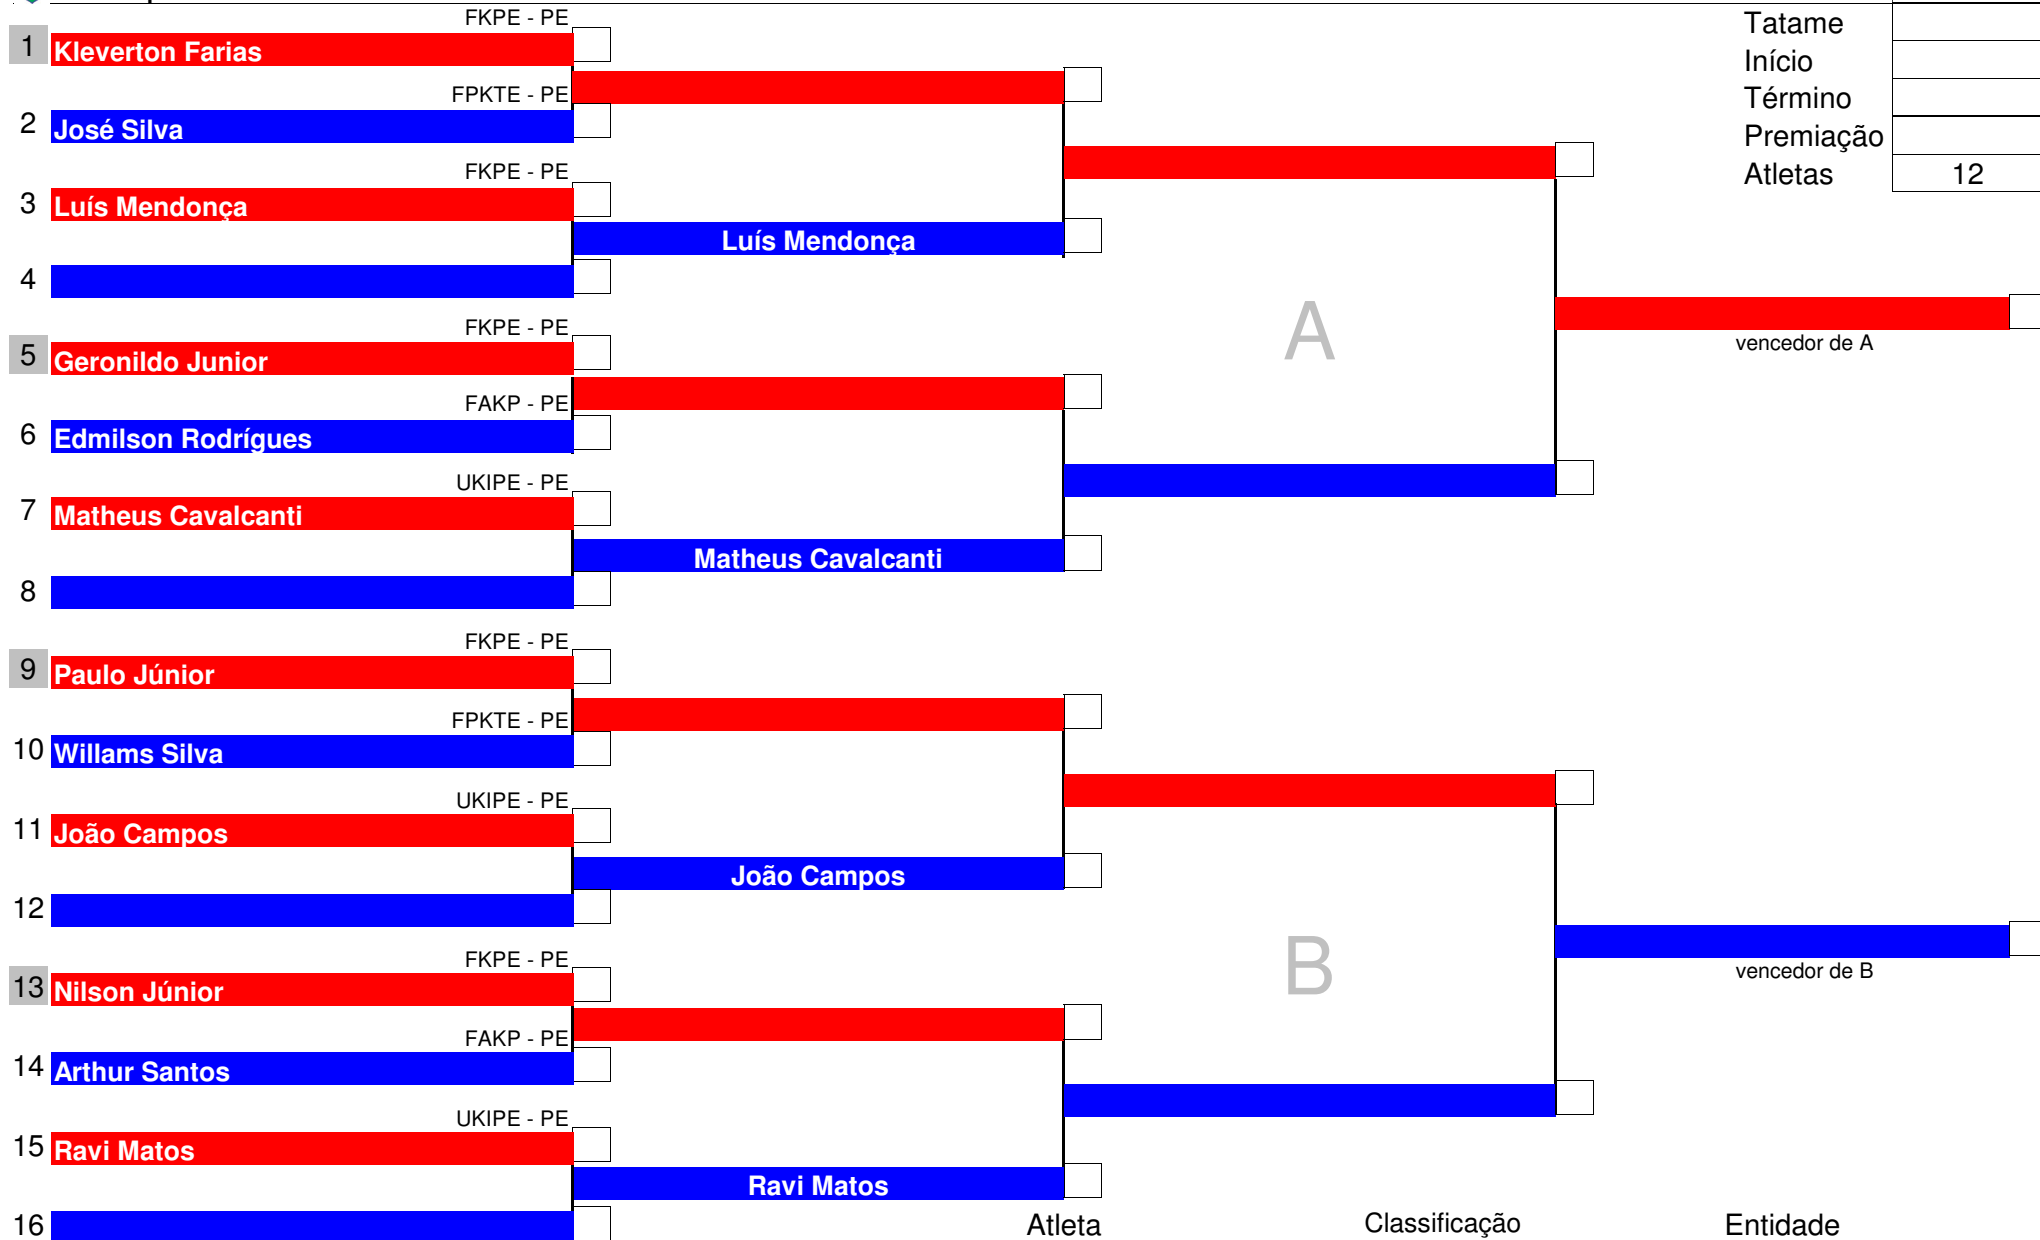 FKPE - PE
1 Kleverton Farias
FPKTE - PE
2 José Silva
FKPE - PE
3 Luís Mendonça
Luís Mendonça
4
FKPE - PE
5 Geronildo Junior
FAKP - PE
6 Edmilson Rodrígues
UKIPE - PE
7 Matheus Cavalcanti
Matheus Cavalcanti
8
FKPE - PE
9 Paulo Júnior
FPKTE - PE
10 Willams Silva
UKIPE - PE
11 João Campos
João Campos
12
FKPE - PE
13 Nilson Júnior
FAKP - PE
14 Arthur Santos
UKIPE - PE
15 Ravi Matos
Ravi Matos
16
A
B
Tatame
Início
Término
Premiação
Atletas 12
vencedor de A
vencedor de B
Atleta Classificação Entidade